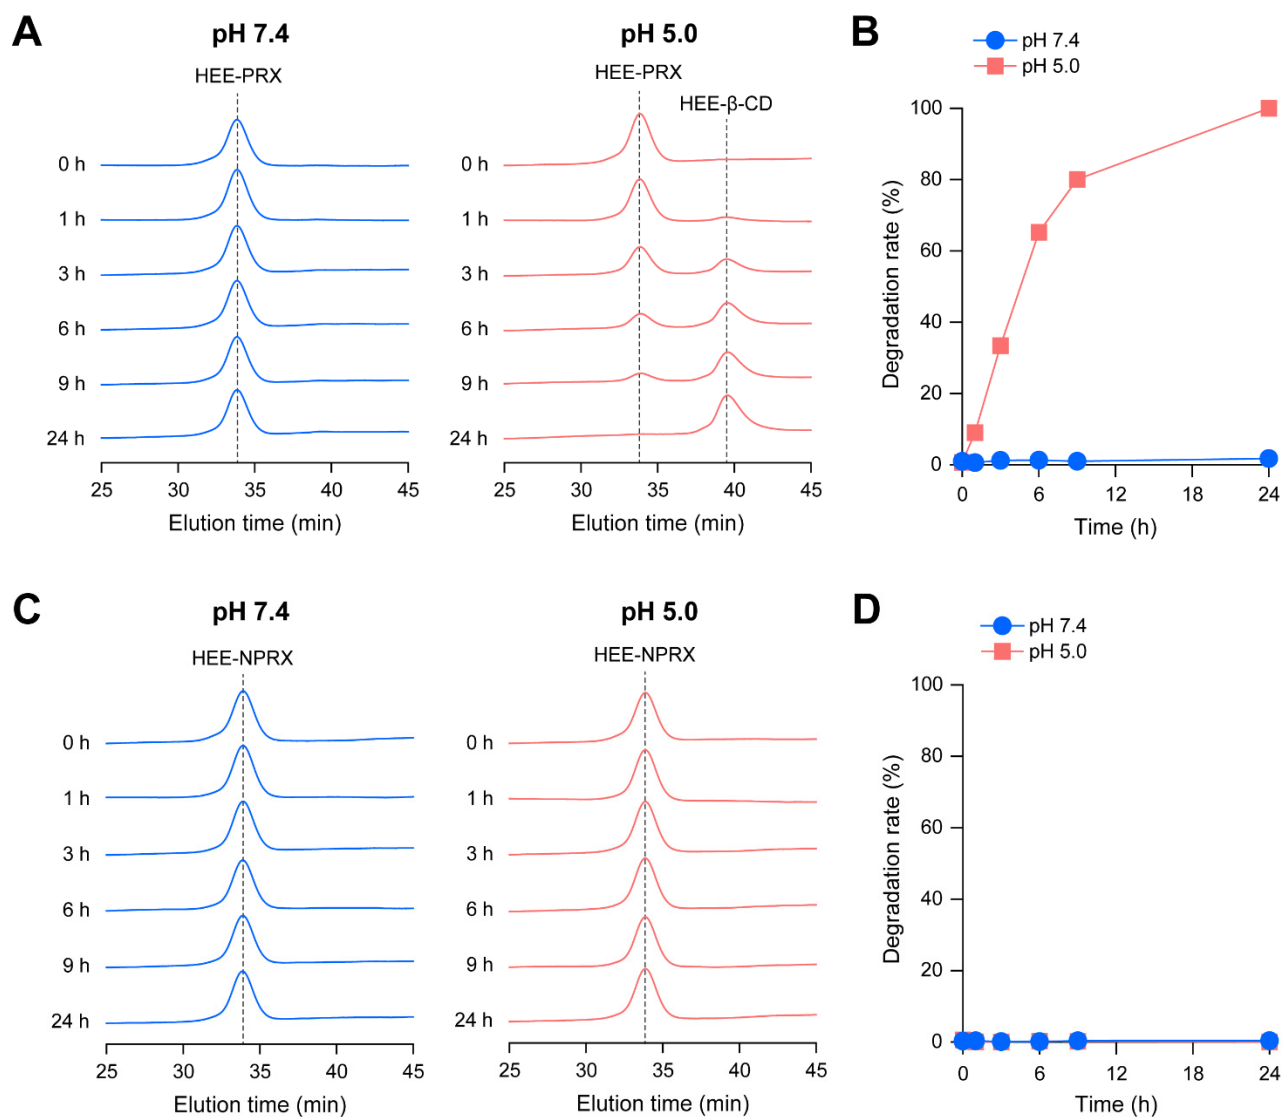 A
pH 7.4
HEE-PRX
0 h
1 h
3 h
6 h
9 h
24 h
25 30 35 40 45
Elution time (min)
pH 5.0
HEE-PRX
HEE-β-CD
0 h
1 h
3 h
6 h
9 h
24 h
25 30 35 40 45
Elution time (min)
B
pH 7.4
pH 5.0
Degradation rate (%)
100
80
60
40
20
0
0 6 12 18 24
Time (h)
C
pH 7.4
HEE-NPRX
0 h
1 h
3 h
6 h
9 h
24 h
25 30 35 40 45
Elution time (min)
pH 5.0
HEE-NPRX
0 h
1 h
3 h
6 h
9 h
24 h
25 30 35 40 45
Elution time (min)
D
pH 7.4
pH 5.0
Degradation rate (%)
100
80
60
40
20
0
0 6 12 18 24
Time (h)